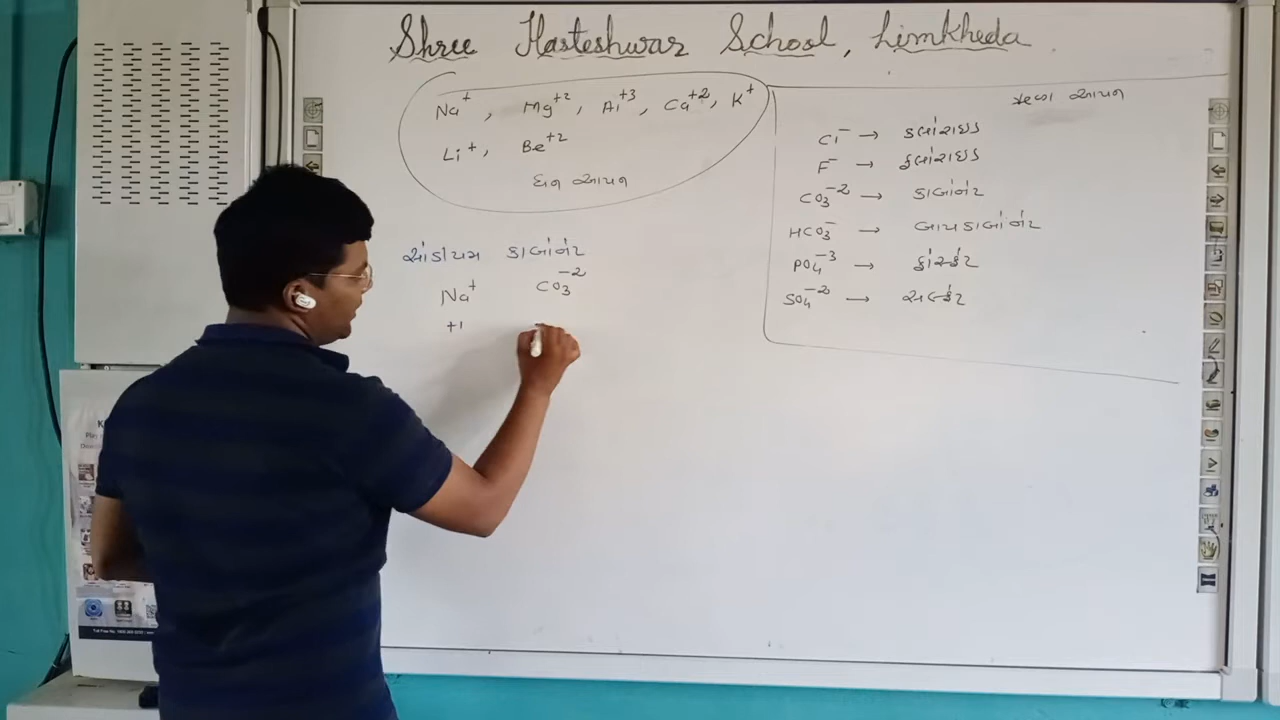 Shree Hasteshwar School, Limkheda
Na⁺, Mg⁺², Al⁺³, Ca⁺², K⁺
Li⁺, Be⁺²
ધન આયન
ઋણ આયન
Cl⁻ → ક્લોરાઇડ
F⁻ → ફ્લોરાઇડ
CO₃⁻² → કાર્બોનેટ
HCO₃⁻ → બાયકાર્બોનેટ
PO₄⁻³ → ફોસ્ફેટ
SO₄⁻² → સલ્ફેટ
સોડીયમ કાર્બોનેટ
Na⁺ CO₃⁻²
+1